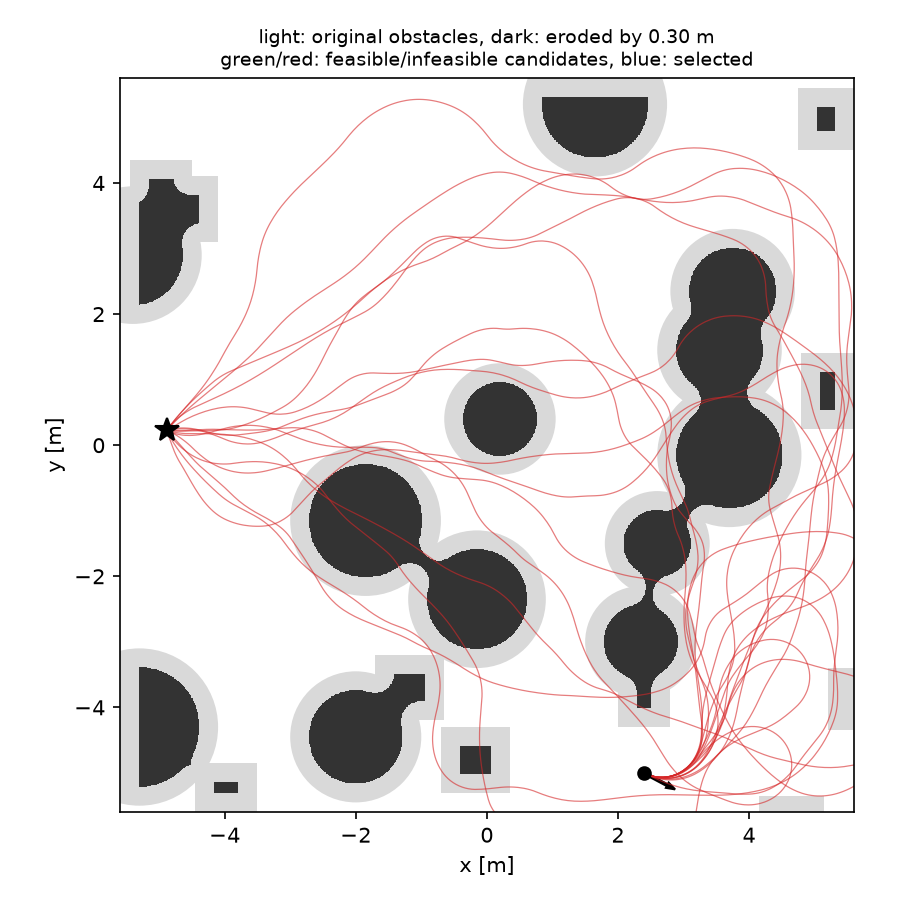 light: original obstacles, dark: eroded by 0.30 m
green/red: feasible/infeasible candidates, blue: selected
4
2
0
−2
−4
y [m]
−4 −2 0 2 4
x [m]